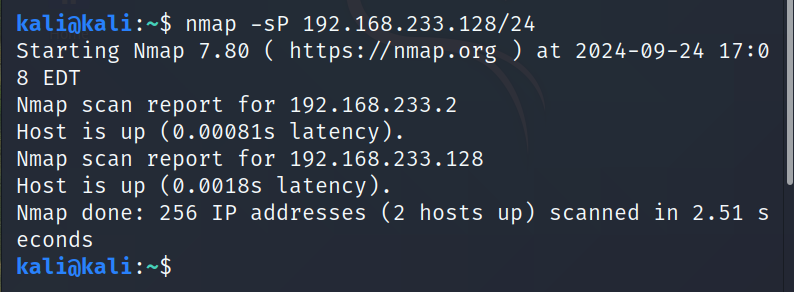 kali@kali:~$ nmap -sP 192.168.233.128/24
Starting Nmap 7.80 ( https://nmap.org ) at 2024-09-24 17:0
8 EDT
Nmap scan report for 192.168.233.2
Host is up (0.00081s latency).
Nmap scan report for 192.168.233.128
Host is up (0.0018s latency).
Nmap done: 256 IP addresses (2 hosts up) scanned in 2.51 s
econds
kali@kali:~$